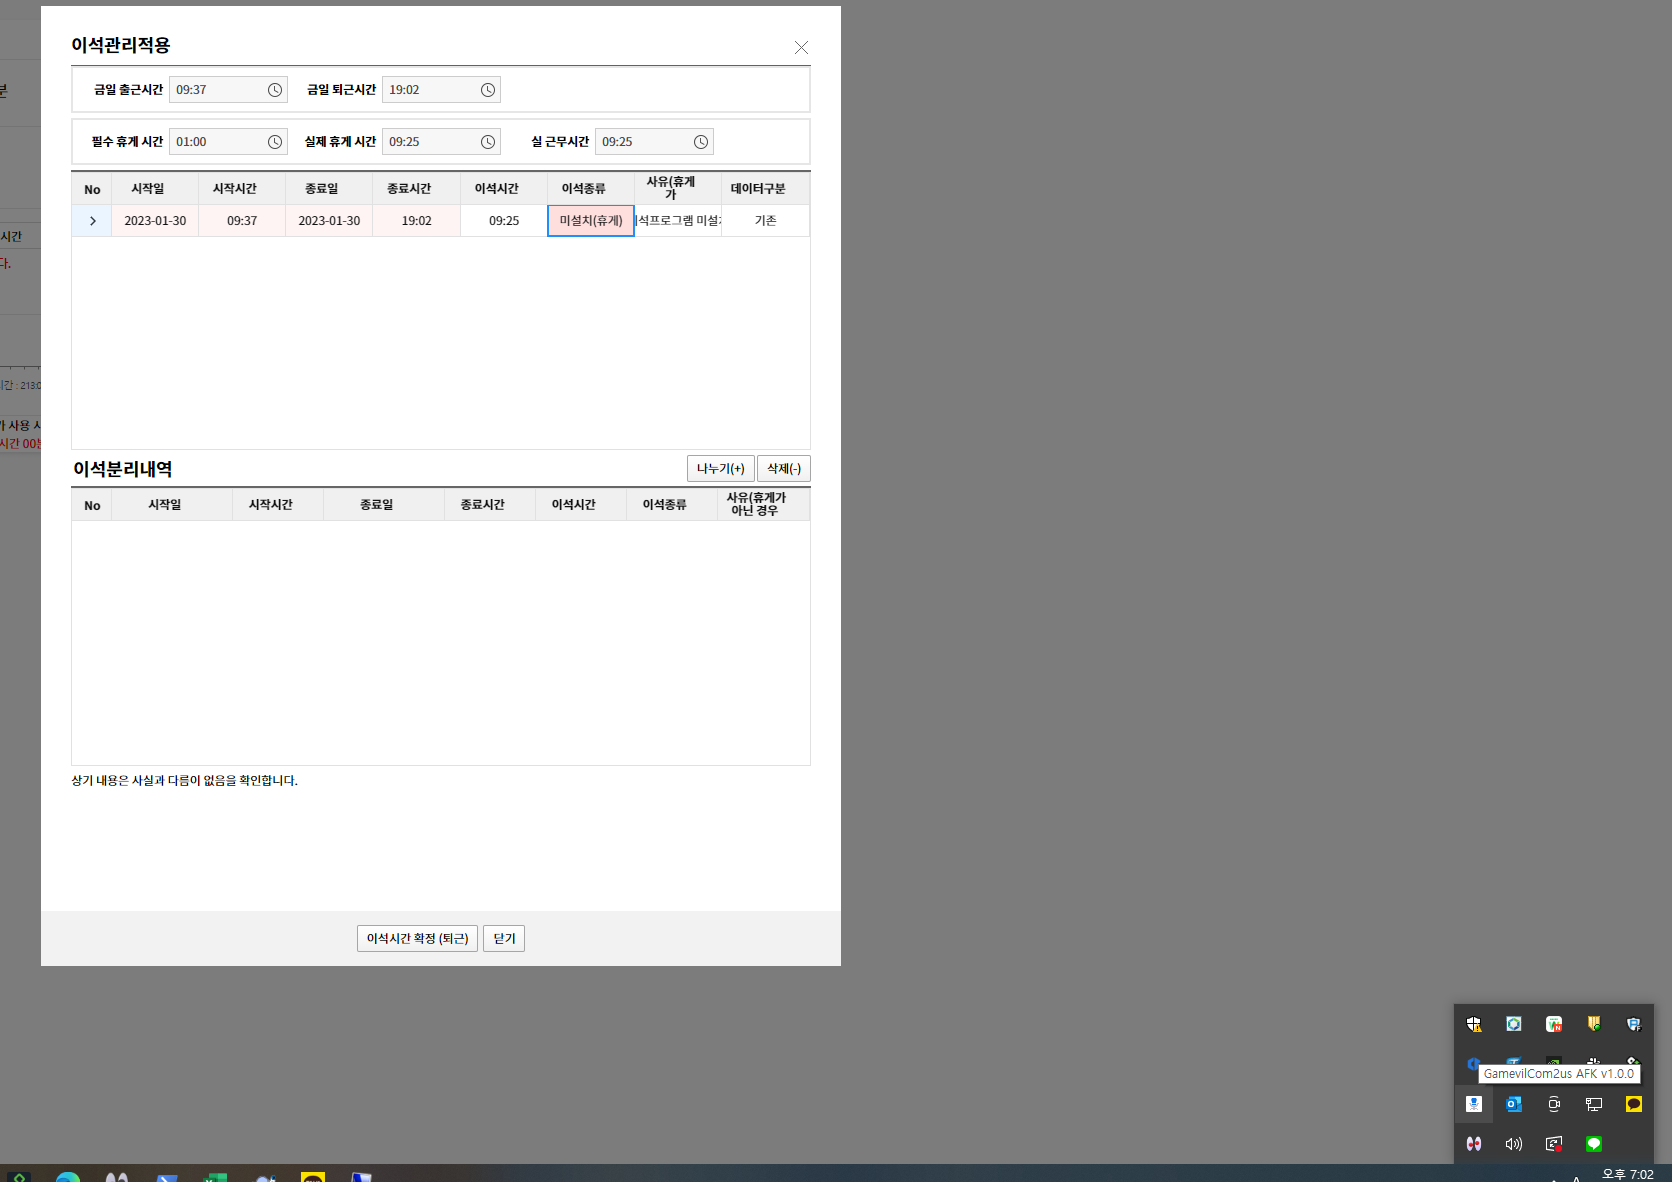 이석관리적용
금일 출근시간 09:37 금일 퇴근시간 19:02
필수 휴게 시간 01:00 실제 휴게 시간 09:25 실 근무시간 09:25
No 시작일 시작시간 종료일 종료시간 이석시간 이석종류 사유(휴게가 데이터구분
2023-01-30 09:37 2023-01-30 19:02 09:25 미설치(휴게) 석프로그램 미설 기존
이석분리내역 나누기(+) 삭제(-)
No 시작일 시작시간 종료일 종료시간 이석시간 이석종류 사유(휴게가 아닌 경우
상기 내용은 사실과 다름이 없음을 확인합니다.
이석시간 확정 (퇴근) 닫기
분
시간
다.
시간 : 213:0
가 사용 시
시간 00분
GamevilCom2us AFK v1.0.0
A
오후 7:02